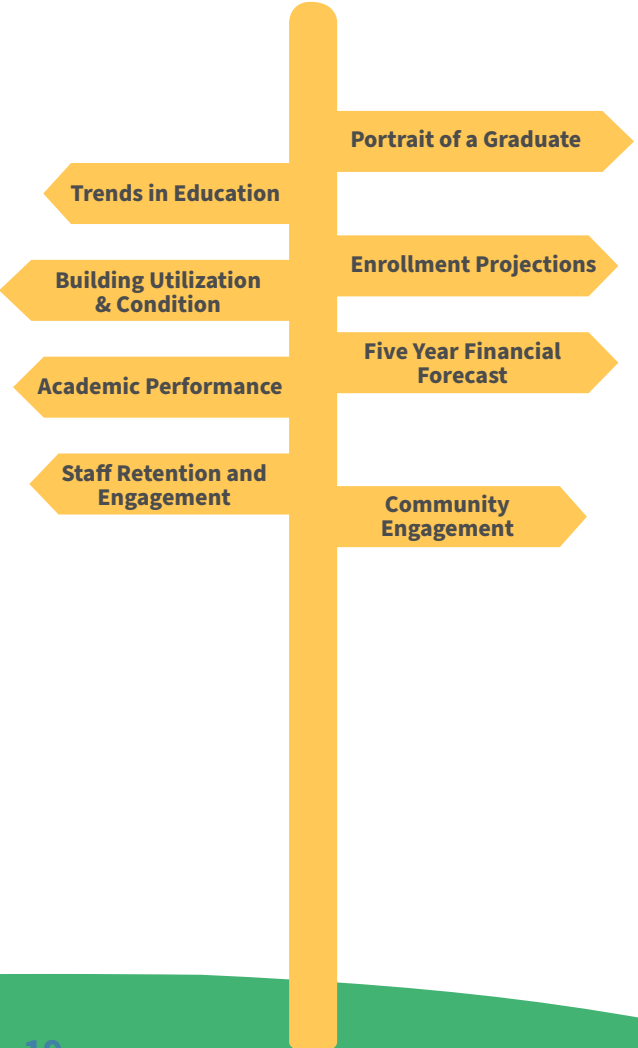 Portrait of a Graduate
Trends in Education
Enrollment Projections
Building Utilization
& Condition
Five Year Financial
Forecast
Academic Performance
Staff Retention and
Engagement
Community
Engagement